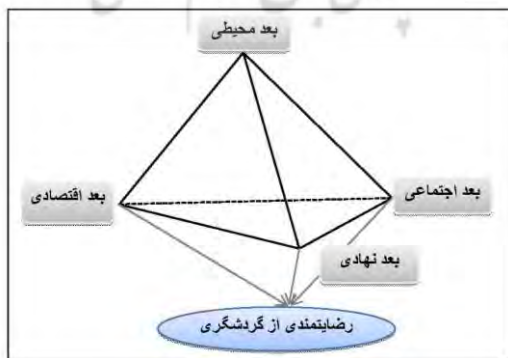 بعد محیطی
بعد اجتماعی
بعد اقتصادی
بعد نهادی
رضایتمندی از گردشگری